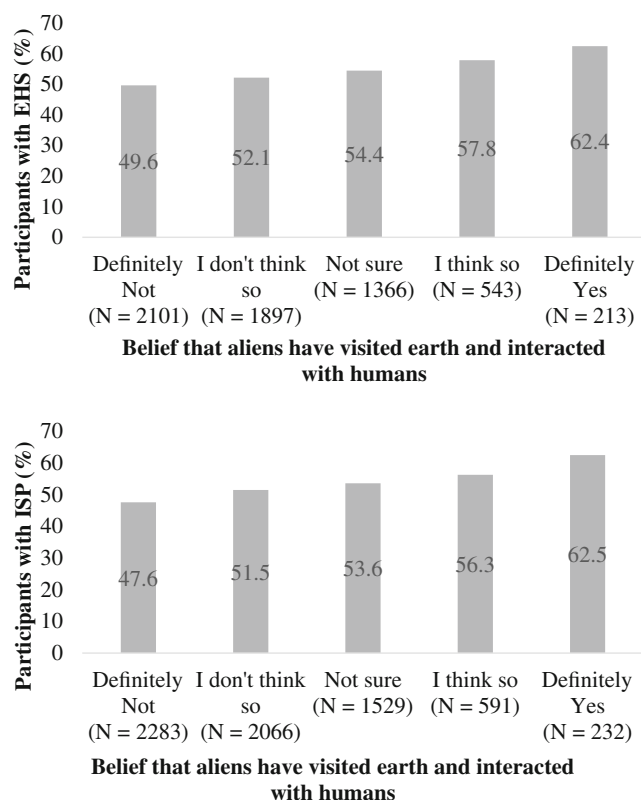 Participants with EHS (%)
70
60
50
40
30
20
10
0
49.6
52.1
54.4
57.8
62.4
Definitely I don't think Not sure I think so Definitely
Not so (N = 1366) (N = 543) Yes
(N = 2101) (N = 1897) (N = 213)
Belief that aliens have visited earth and interacted
with humans
Participants with ISP (%)
70
60
50
40
30
20
10
0
47.6
51.5
53.6
56.3
62.5
Definitely I don't think Not sure I think so Definitely
Not so (N = 1529) (N = 591) Yes
(N = 2283) (N = 2066) (N = 232)
Belief that aliens have visited earth and interacted
with humans